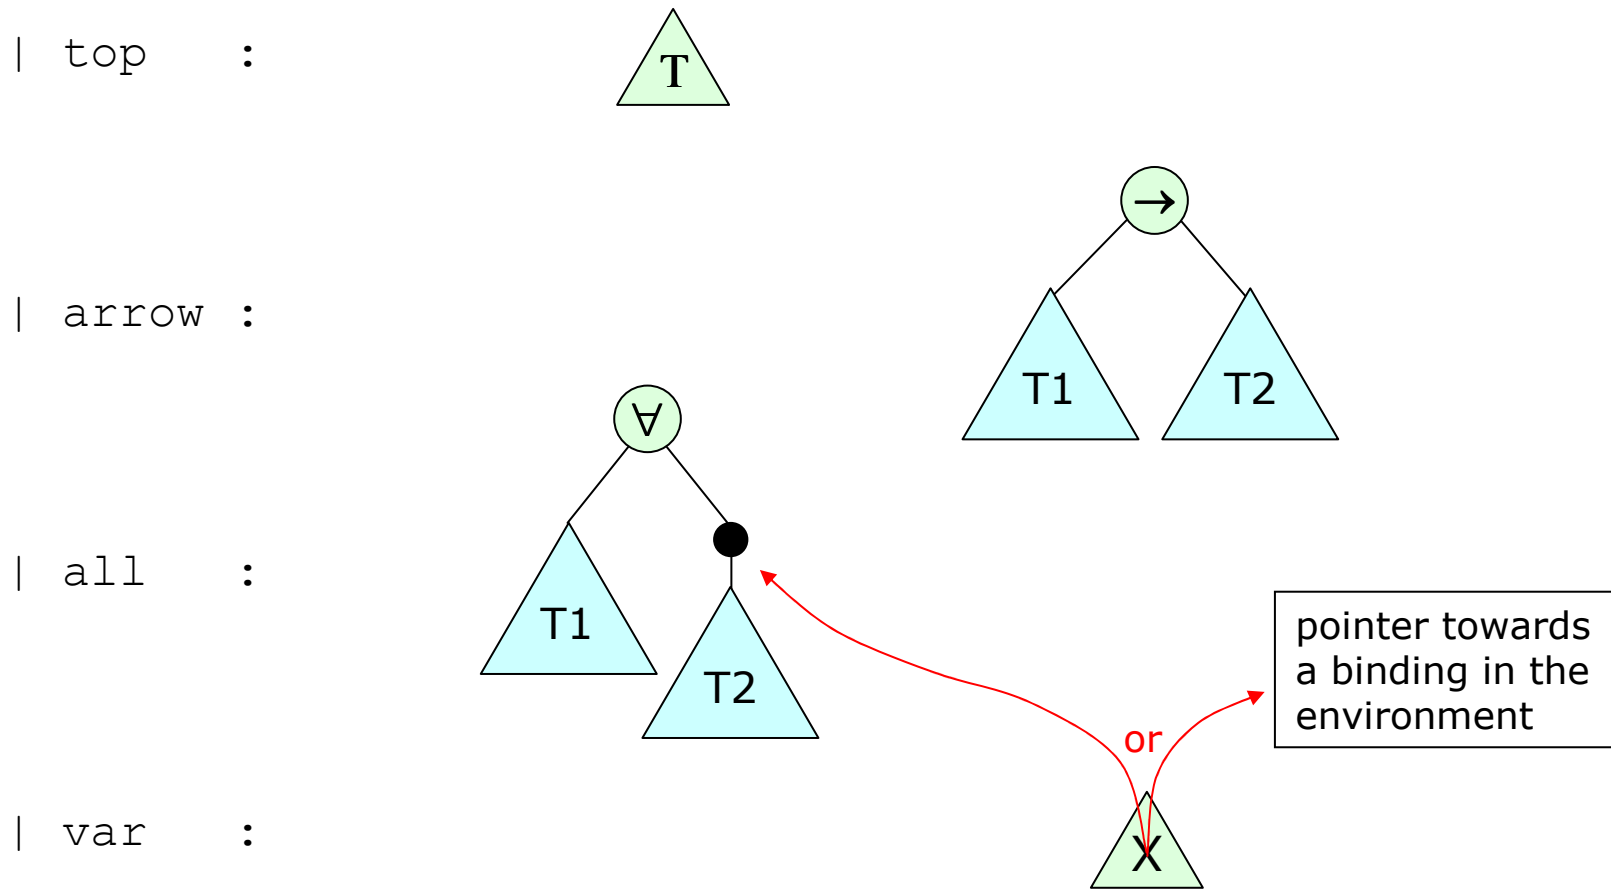 | top :
T
→
| arrow :
T1
T2
∀
| all :
T1
T2
pointer towards
a binding in the
environment
or
| var :
X